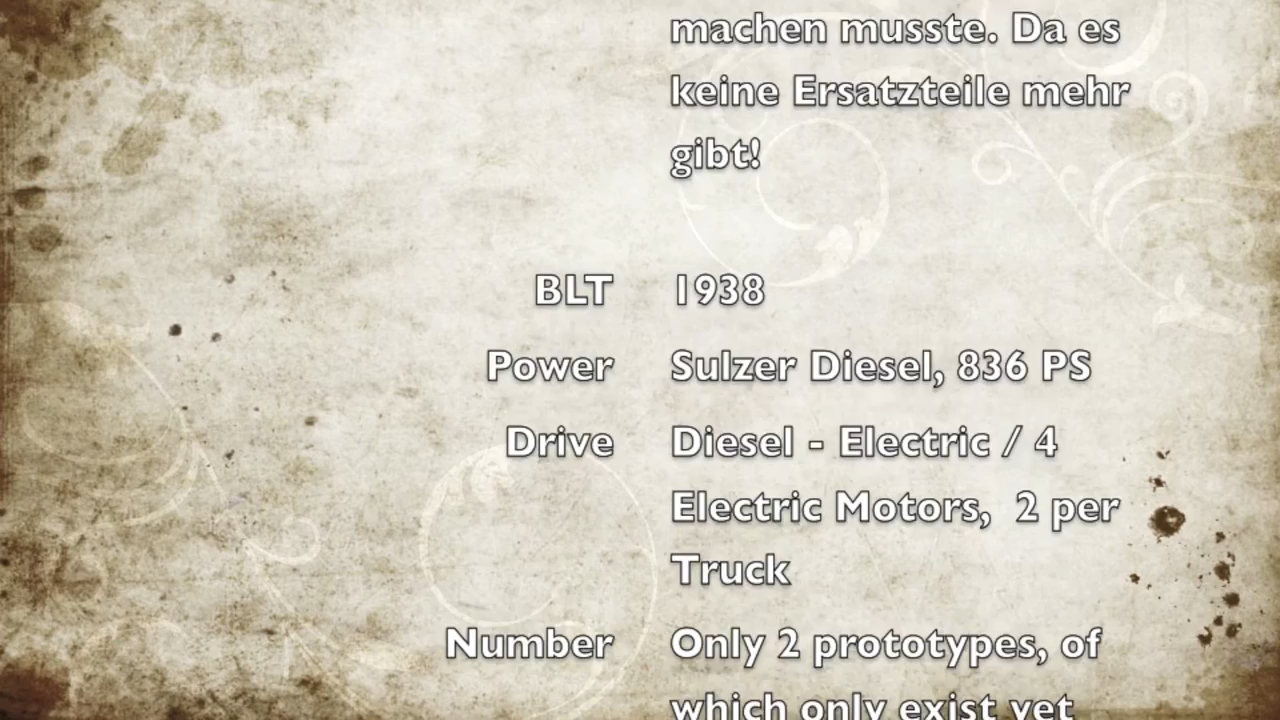 machen musste. Da es
keine Ersatzteile mehr
gibt!
BLT 1938
Power Sulzer Diesel, 836 PS
Drive Diesel - Electric / 4
Electric Motors, 2 per
Truck
Number Only 2 prototypes, of
which only exist yet